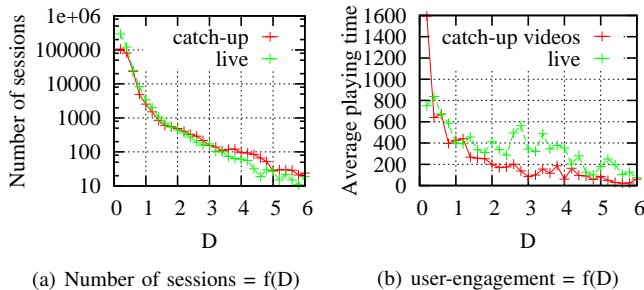 Number of sessions
1e+06
100000
10000
1000
100
10
catch-up
live
0 1 2 3 4 5 6
D
(a) Number of sessions = f(D)
Average playing time
1600
1400
1200
1000
800
600
400
200
0
catch-up videos
live
0 1 2 3 4 5 6
D
(b) user-engagement = f(D)